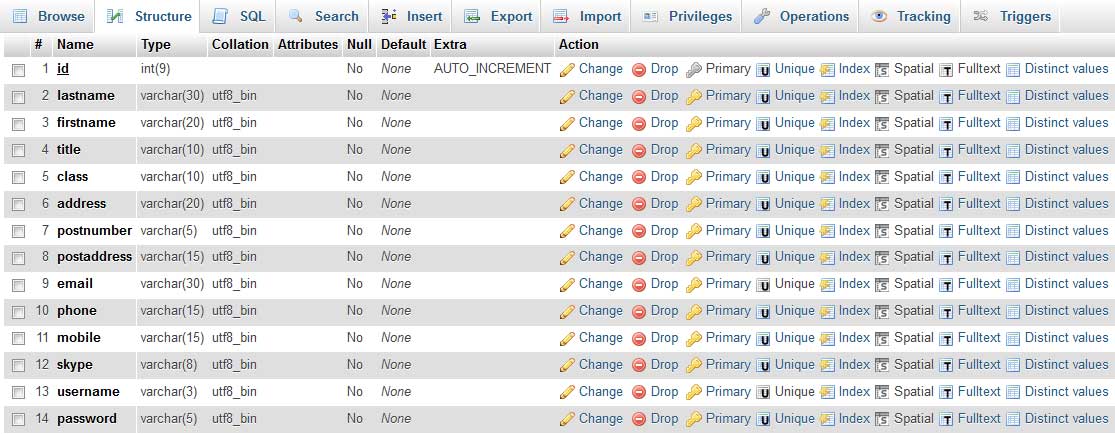 Browse Structure SQL Search Insert Export Import Privileges Operations Tracking Triggers
# Name Type Collation Attributes Null Default Extra Action
1 id int(9) No None AUTO_INCREMENT Change Drop Primary Unique Index Spatial Fulltext Distinct values
2 lastname varchar(30) utf8_bin No None Change Drop Primary Unique Index Spatial Fulltext Distinct values
3 firstname varchar(20) utf8_bin No None Change Drop Primary Unique Index Spatial Fulltext Distinct values
4 title varchar(10) utf8_bin No None Change Drop Primary Unique Index Spatial Fulltext Distinct values
5 class varchar(10) utf8_bin No None Change Drop Primary Unique Index Spatial Fulltext Distinct values
6 address varchar(20) utf8_bin No None Change Drop Primary Unique Index Spatial Fulltext Distinct values
7 postnumber varchar(5) utf8_bin No None Change Drop Primary Unique Index Spatial Fulltext Distinct values
8 postaddress varchar(15) utf8_bin No None Change Drop Primary Unique Index Spatial Fulltext Distinct values
9 email varchar(30) utf8_bin No None Change Drop Primary Unique Index Spatial Fulltext Distinct values
10 phone varchar(15) utf8_bin No None Change Drop Primary Unique Index Spatial Fulltext Distinct values
11 mobile varchar(15) utf8_bin No None Change Drop Primary Unique Index Spatial Fulltext Distinct values
12 skype varchar(8) utf8_bin No None Change Drop Primary Unique Index Spatial Fulltext Distinct values
13 username varchar(3) utf8_bin No None Change Drop Primary Unique Index Spatial Fulltext Distinct values
14 password varchar(5) utf8_bin No None Change Drop Primary Unique Index Spatial Fulltext Distinct values